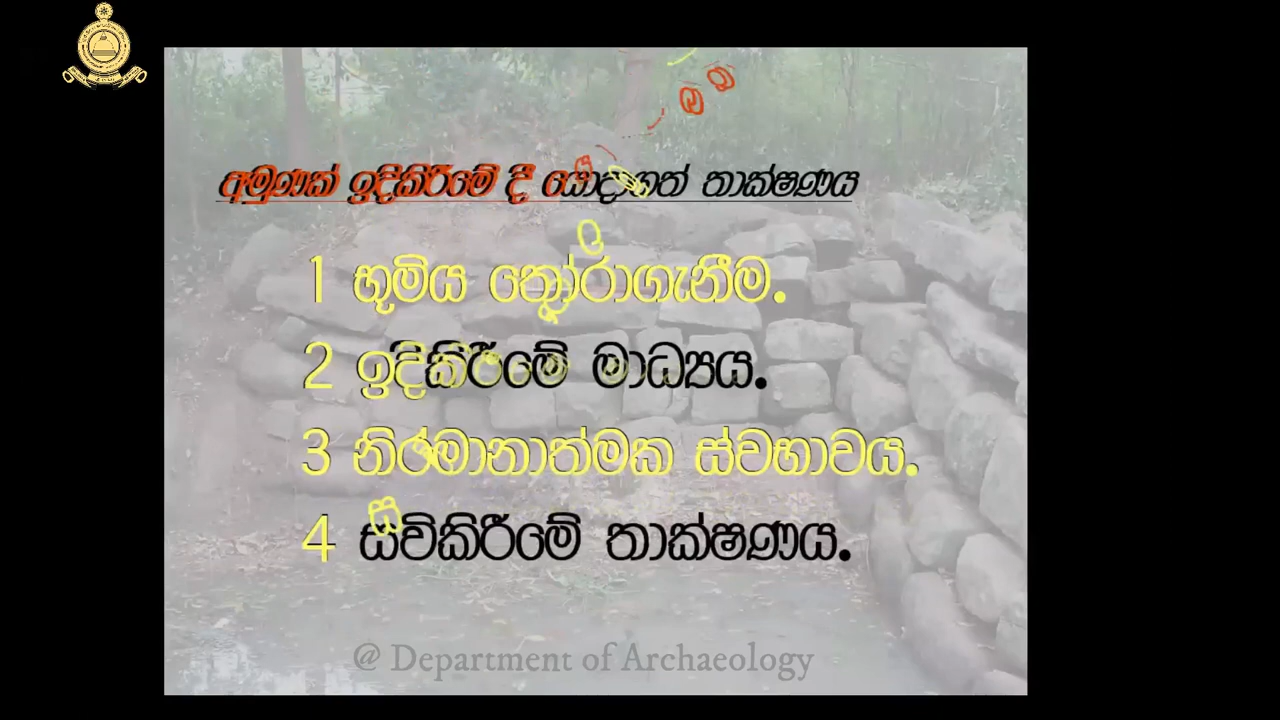 අමුණක් ඉදිකිරිමේ දී යොදාගත් තාක්ෂණය
1 භූමිය තෝරාගැනීම.
2 ඉදිකිරීමේ මාධ්‍යය.
3 නිර්මානාත්මක ස්වභාවය.
4 සවිකිරීමේ තාක්ෂණය.
@ Department of Archaeology